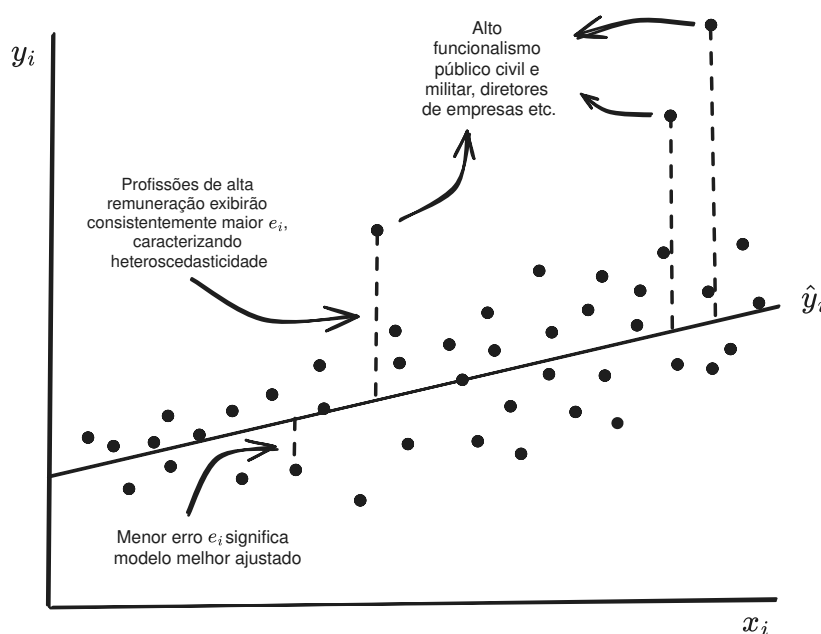 y_i
Alto
funcionalismo
público civil e
militar, diretores
de empresas etc.
Profissões de alta
remuneração exibirão
consistentemente maior e_i,
caracterizando
heteroscedasticidade
ŷ_i
Menor erro e_i significa
modelo melhor ajustado
x_i